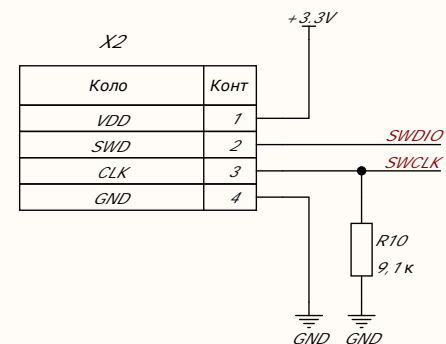 +3.3V
X2
Коло Конт
VDD 1
SWD 2 SWDIO
CLK 3 SWCLK
GND 4
R10
9,1к
GND GND